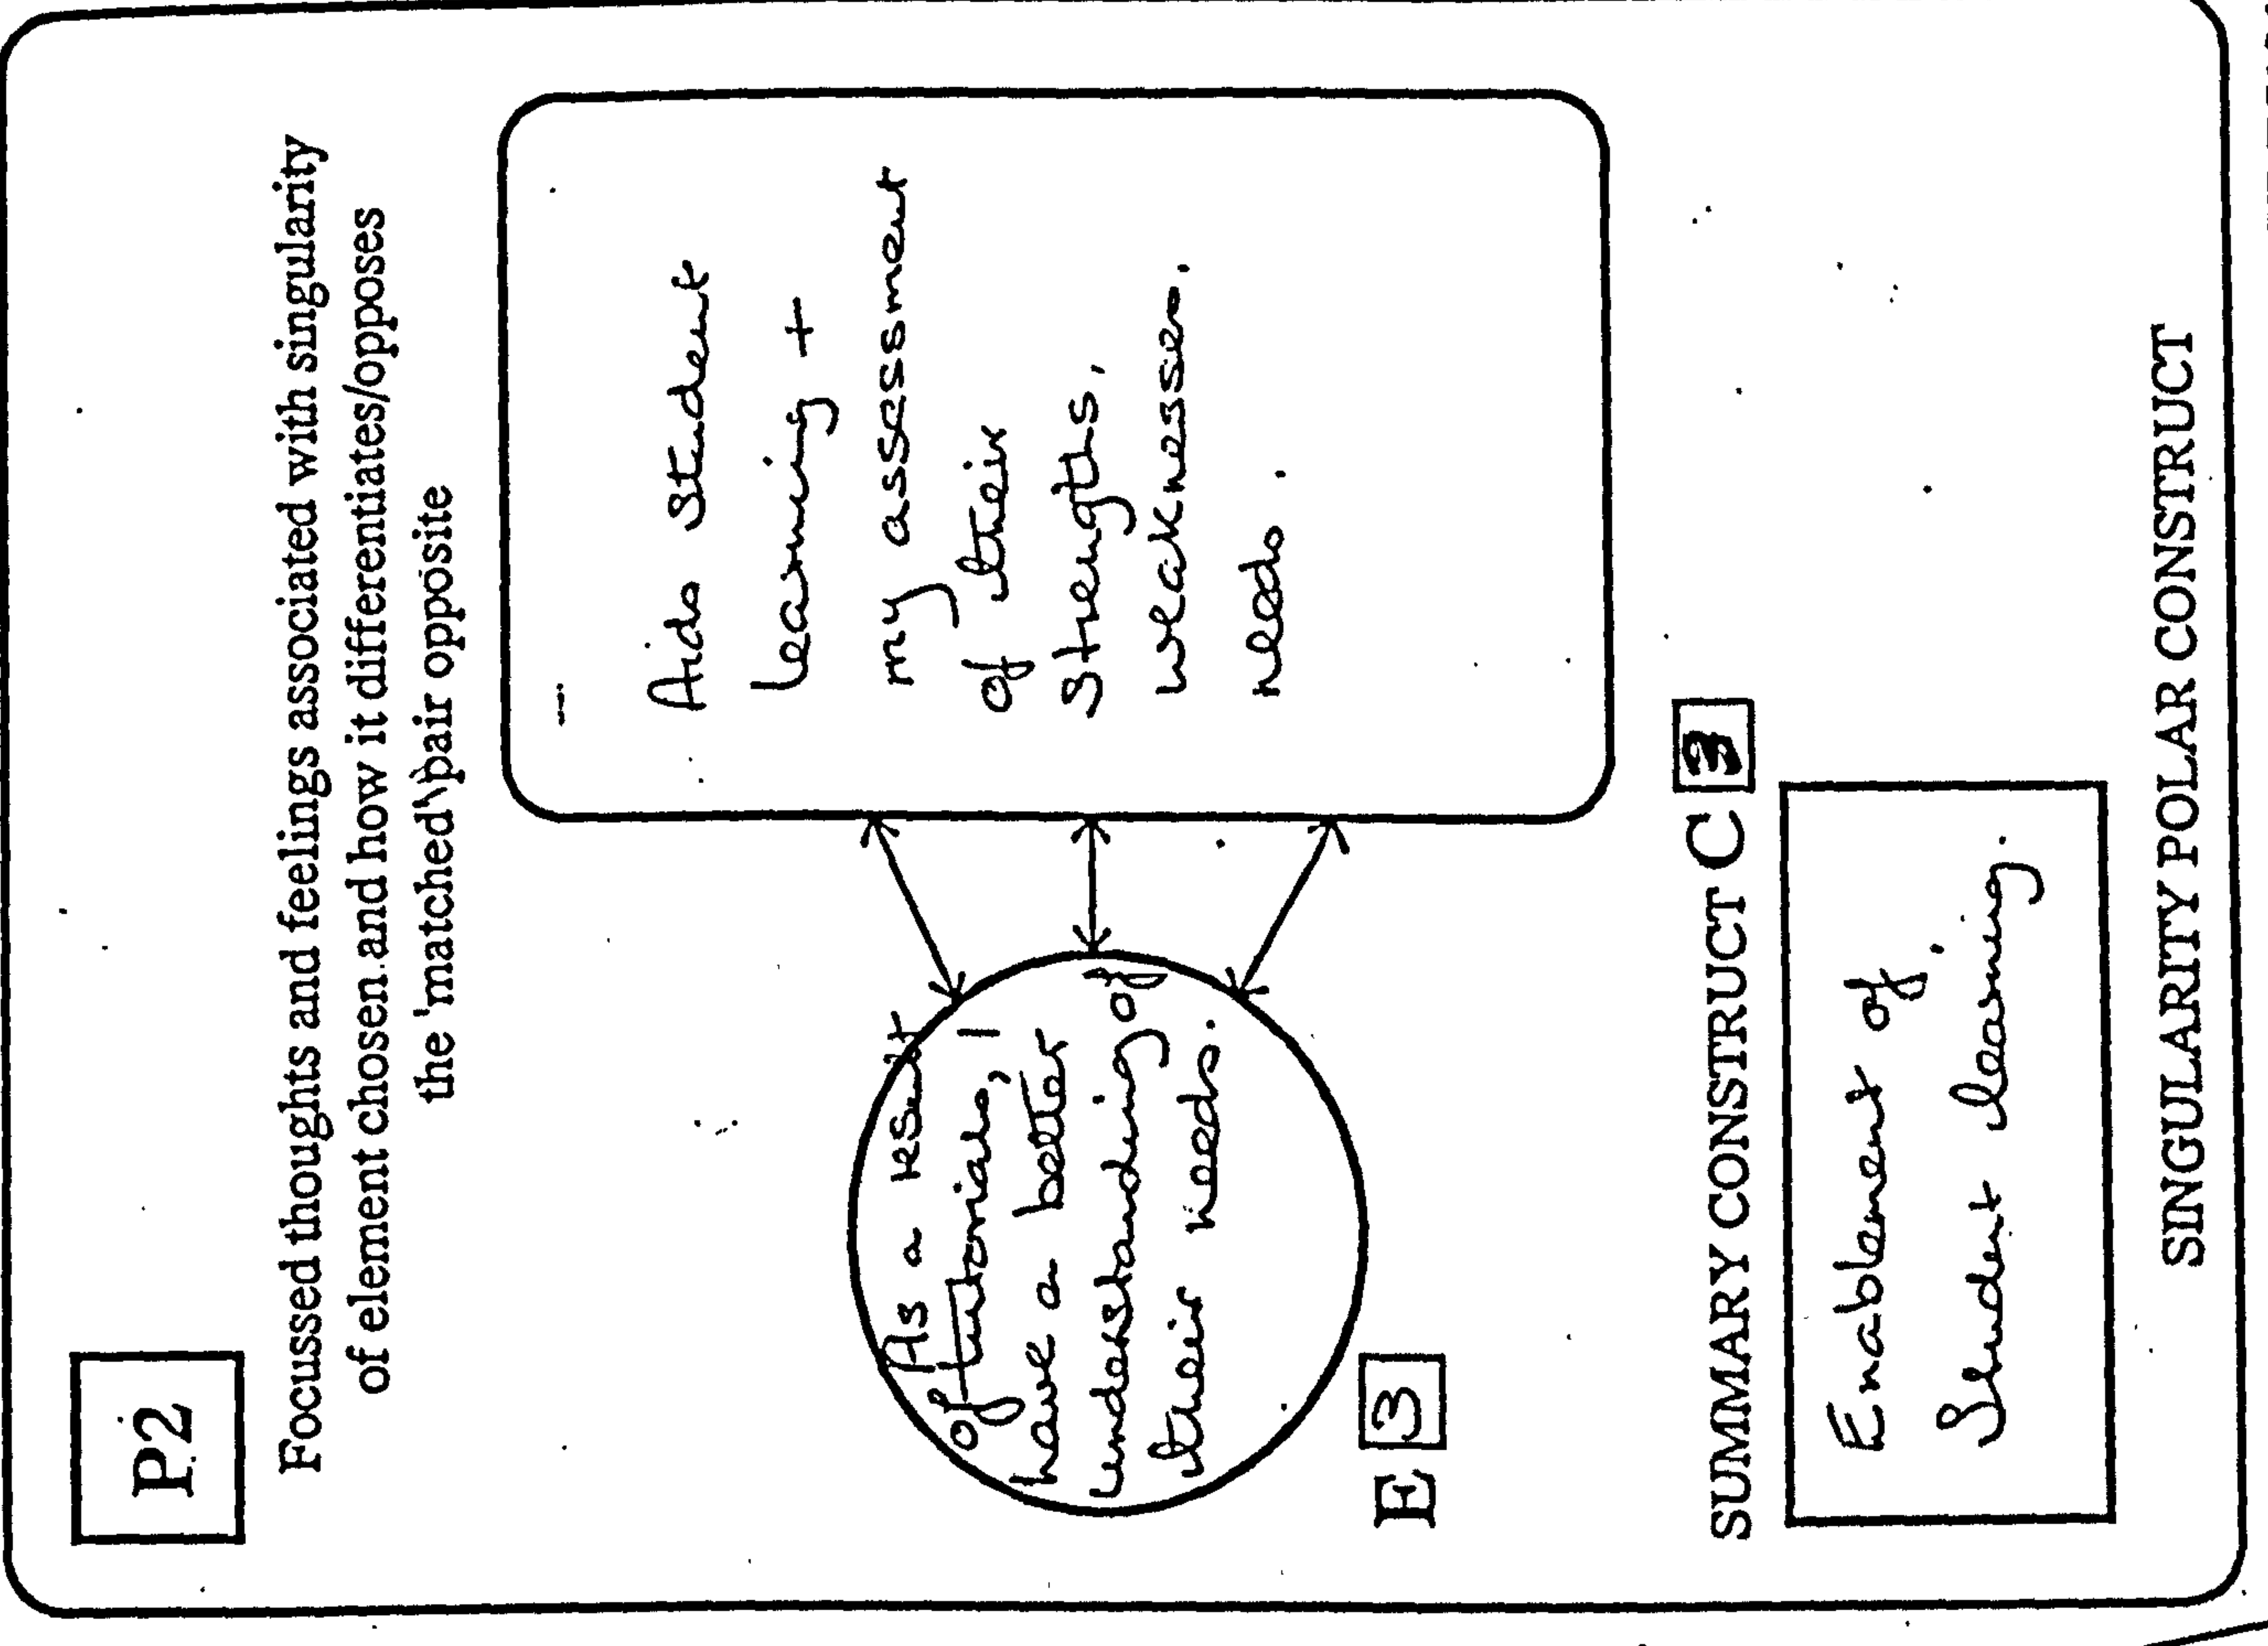 P2
Focussed thoughts and feelings associated with singularity
of element chosen and how it differentiates/opposes
the 'matched' pair opposite
As a result
of tutorials, I
have a better
understanding of
their needs.
E 3
Aids student
learning +
my assessment
of their
strengths,
weaknesses.
needs.
SUMMARY CONSTRUCT C 3
Enablement of
Student learning.
SINGULARITY POLAR CONSTRUCT